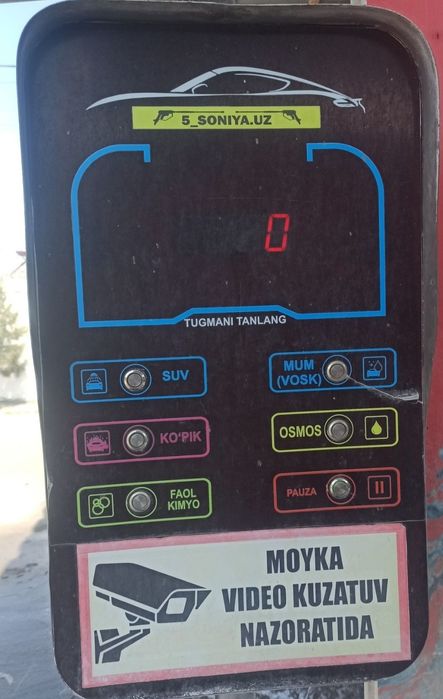 5_SONIYA.UZ
0
TUGMANI TANLANG
SUV
MUM
(VOSK)
KO'PIK
OSMOS
FAOL
KIMYO
PAUZA
MOYKA
VIDEO KUZATUV
NAZORATIDA